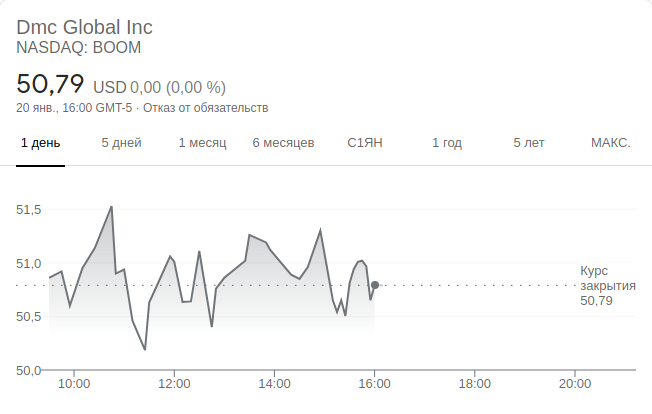 Dmc Global Inc
NASDAQ: BOOM
50,79 USD 0,00 (0,00 %)
20 янв., 16:00 GMT-5 · Отказ от обязательств
1 день 5 дней 1 месяц 6 месяцев С1ЯН 1 год 5 лет МАКС.
51,5
51,0
Курс
закрытия
50,79
50,5
50,0
10:00 12:00 14:00 16:00 18:00 20:00